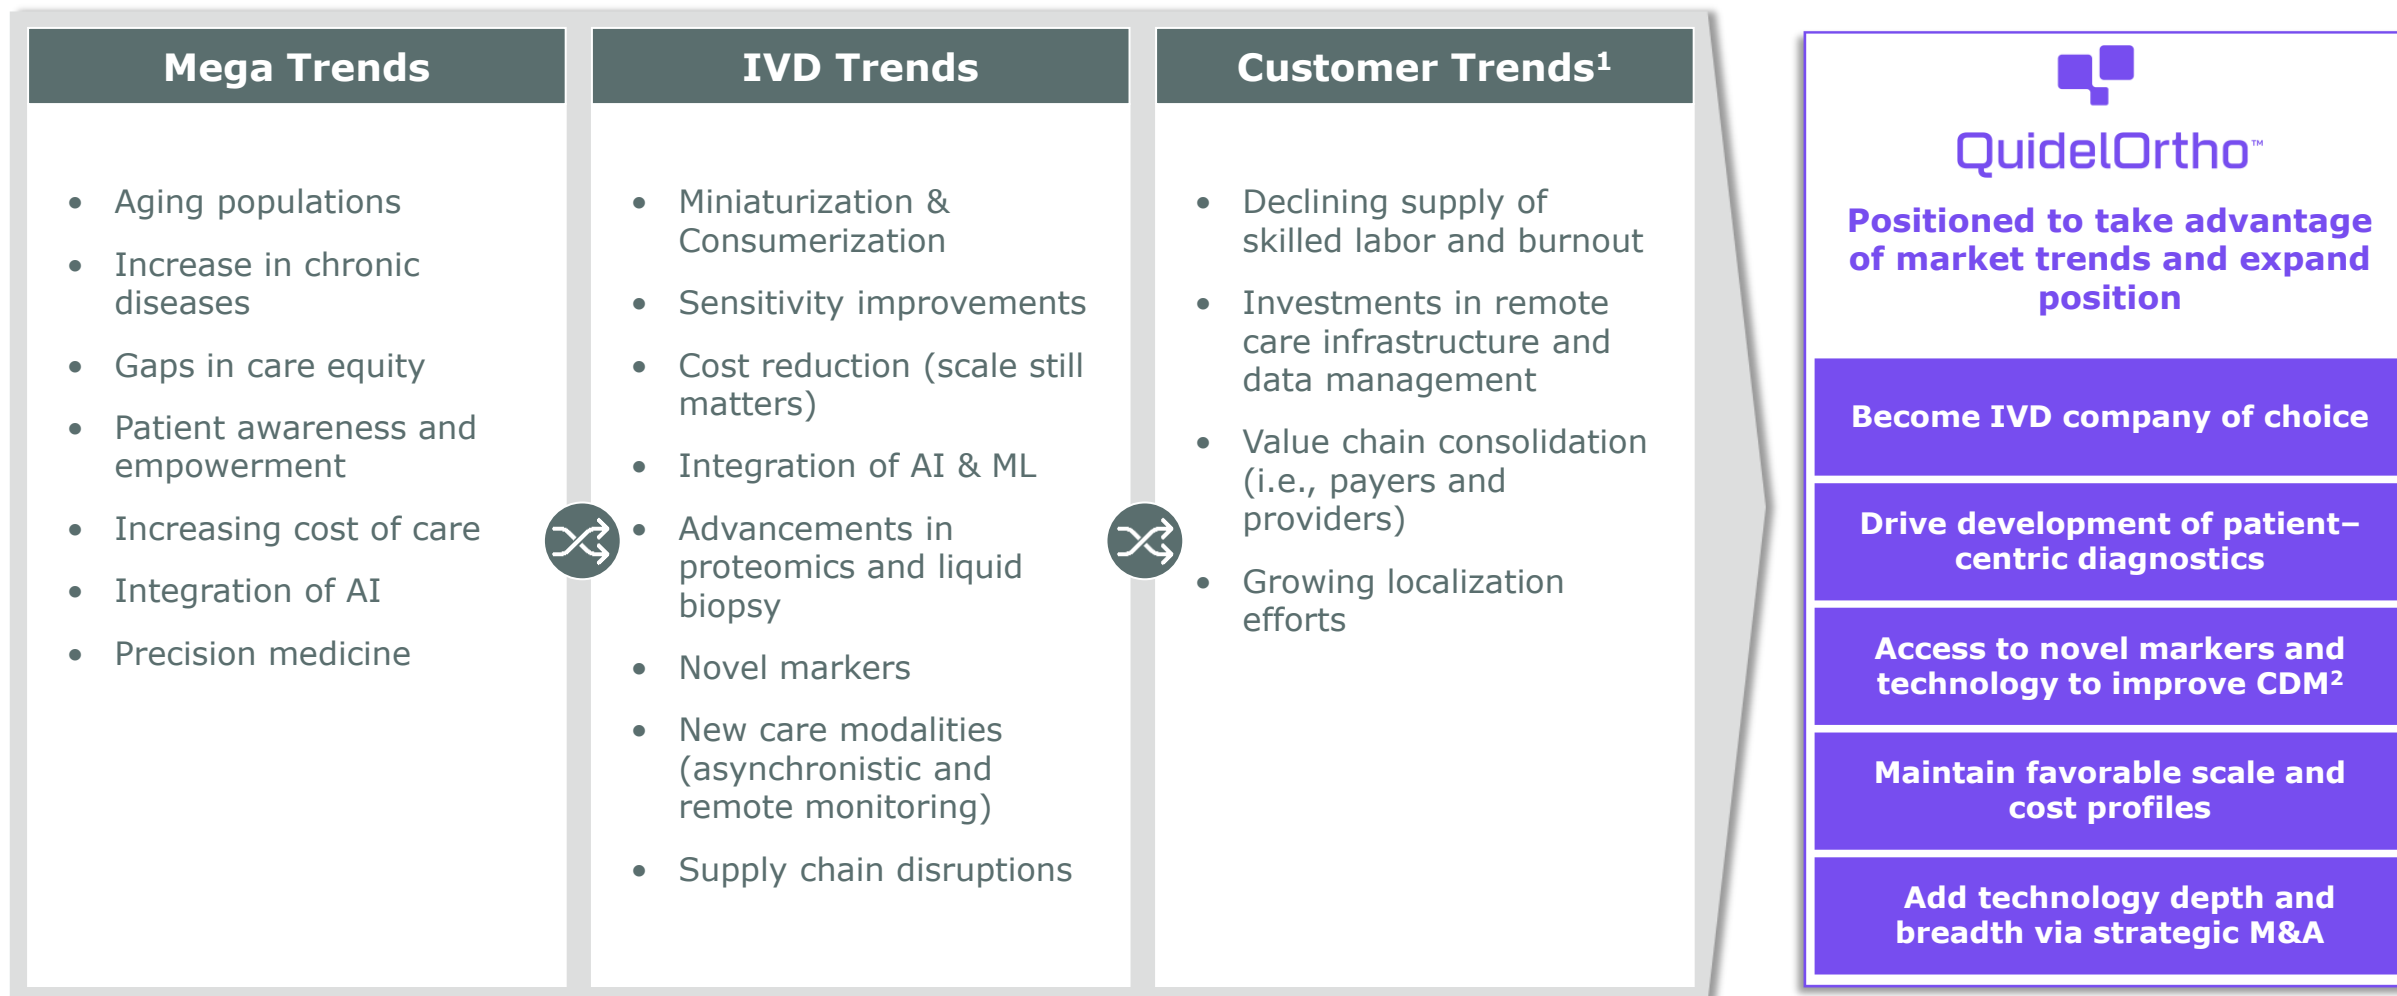 Mega Trends
• Aging populations
• Increase in chronic
diseases
• Gaps in care equity
• Patient awareness and
empowerment
• Increasing cost of care
• Integration of AI
• Precision medicine
IVD Trends
• Miniaturization &
Consumerization
• Sensitivity improvements
• Cost reduction (scale still
matters)
• Integration of AI & ML
• Advancements in
proteomics and liquid
biopsy
• Novel markers
• New care modalities
(asynchronistic and
remote monitoring)
• Supply chain disruptions
Customer Trends¹
• Declining supply of
skilled labor and burnout
• Investments in remote
care infrastructure and
data management
• Value chain consolidation
(i.e., payers and
providers)
• Growing localization
efforts
QuidelOrtho™
Positioned to take advantage
of market trends and expand
position
Become IVD company of choice
Drive development of patient–
centric diagnostics
Access to novel markers and
technology to improve CDM²
Maintain favorable scale and
cost profiles
Add technology depth and
breadth via strategic M&A